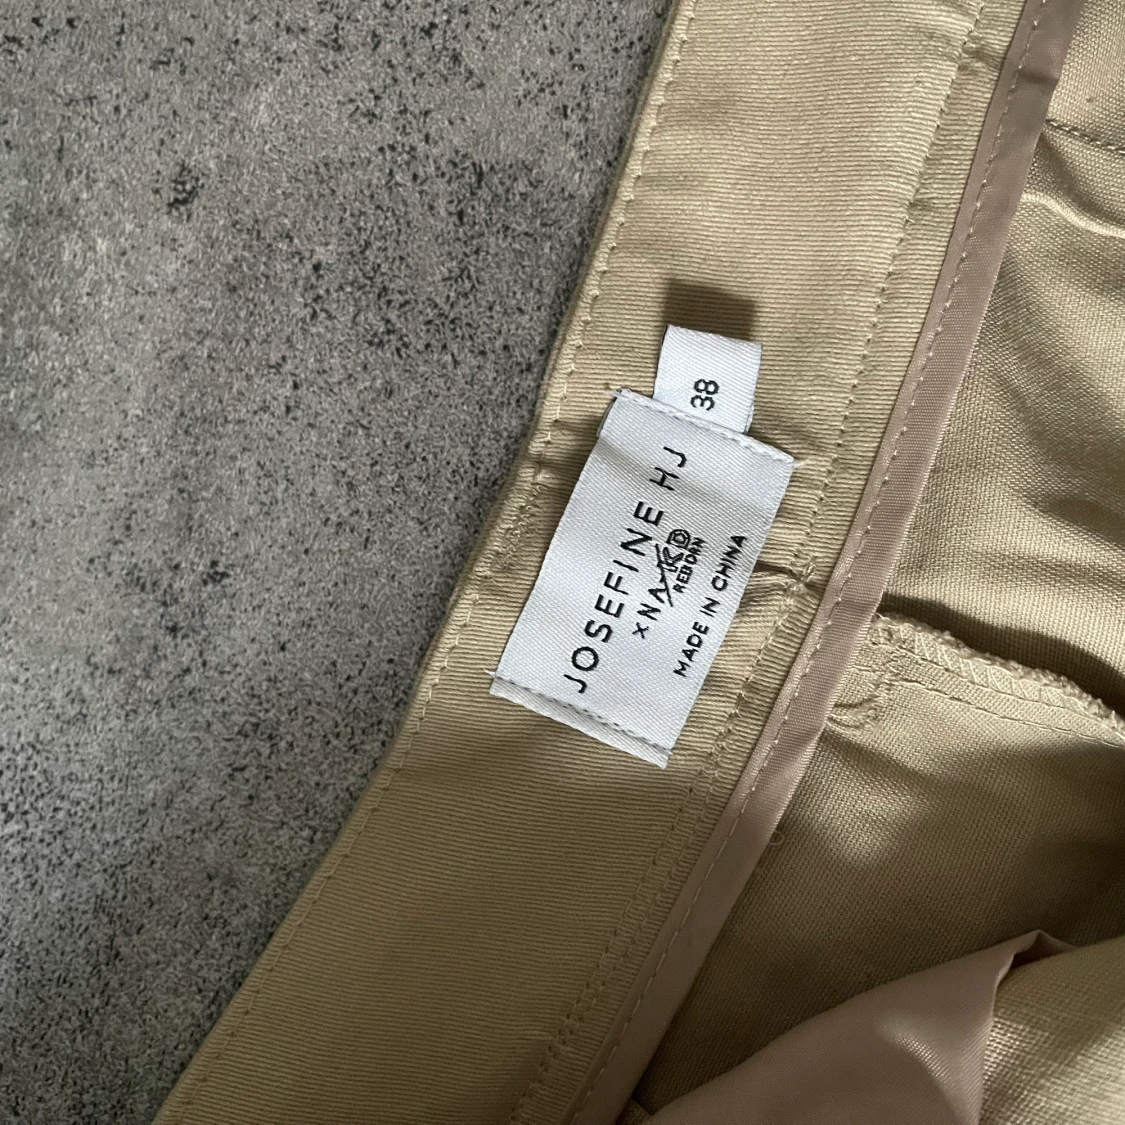 38
JOSEFINE HJ
x NA-KD
REBORN
MADE IN CHINA